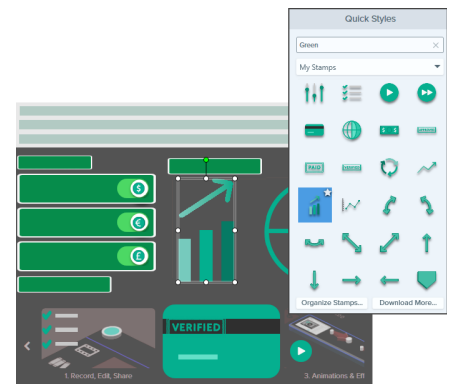 Quick Styles
Green
My Stamps
$ $
PAID
$
€
£
Organize Stamps...
Download More...
VERIFIED
1. Record, Edit, Share
3. Animations & Eff